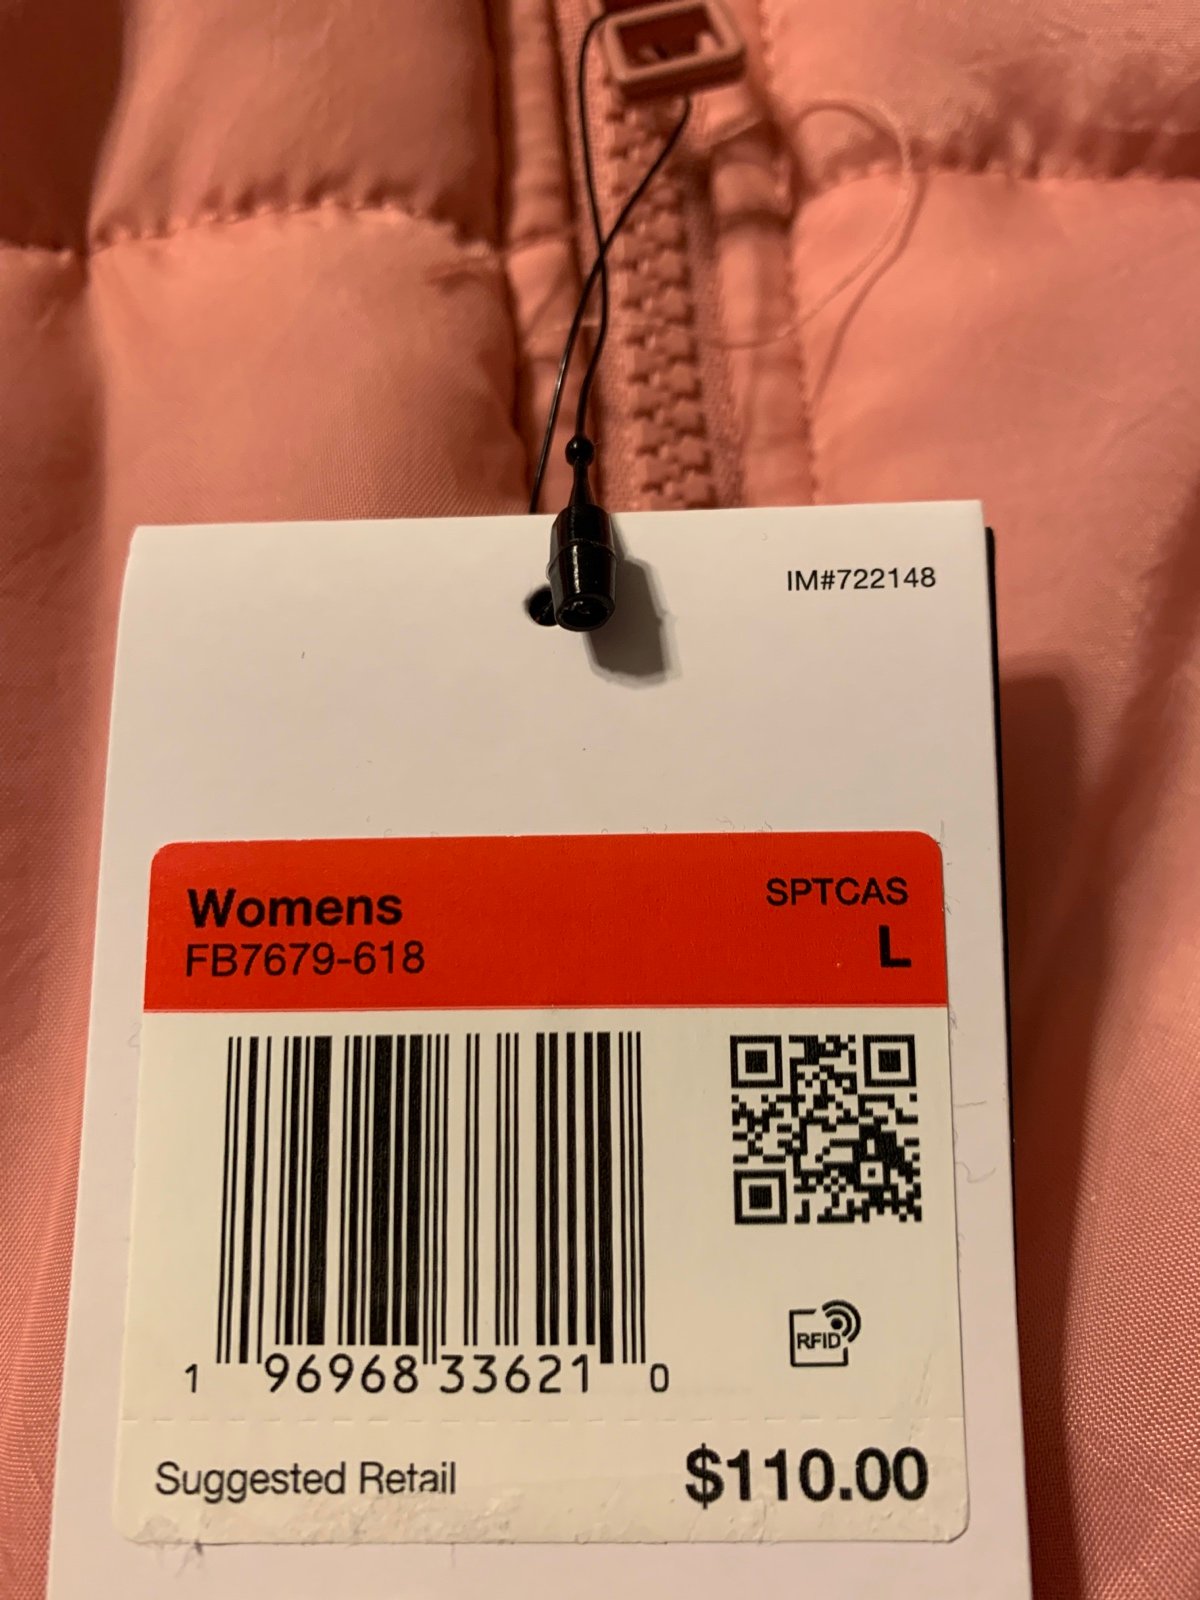 IM#722148
Womens
SPTCAS
FB7679-618
L
RFID
1 96968 33621 0
Suggested Retail
$110.00